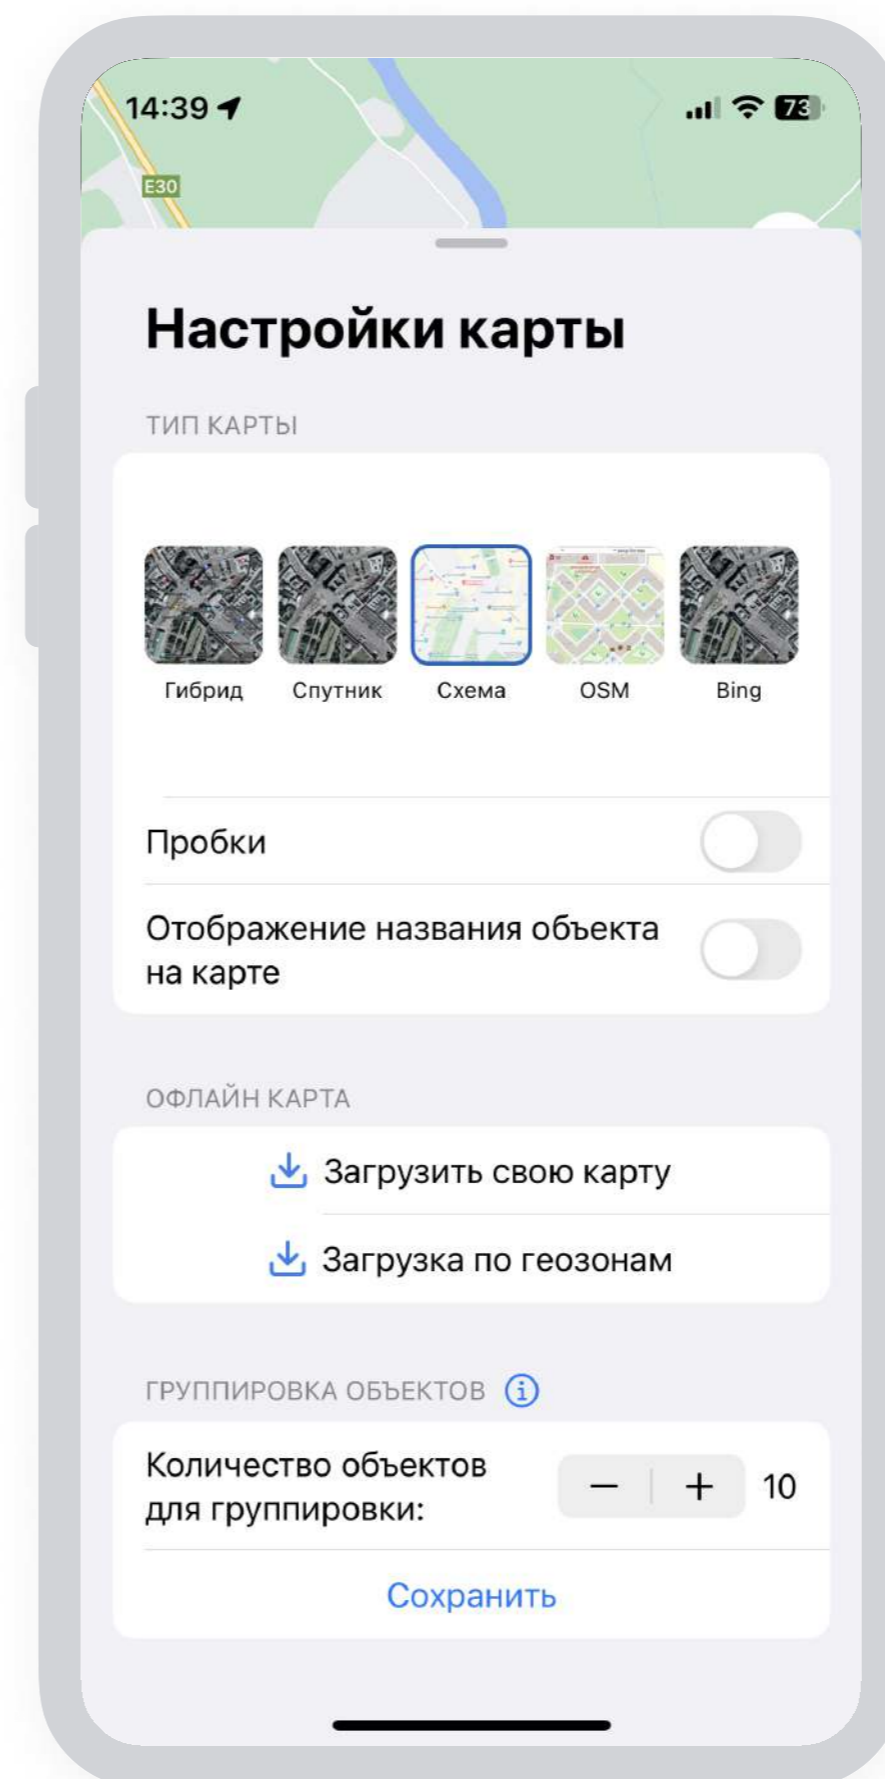 14:39
73
E30
Настройки карты
ТИП КАРТЫ
Гибрид Спутник Схема OSM Bing
Пробки
Отображение названия объекта
на карте
ОФЛАЙН КАРТА
Загрузить свою карту
Загрузка по геозонам
ГРУППИРОВКА ОБЪЕКТОВ
Количество объектов
для группировки:
− + 10
Сохранить